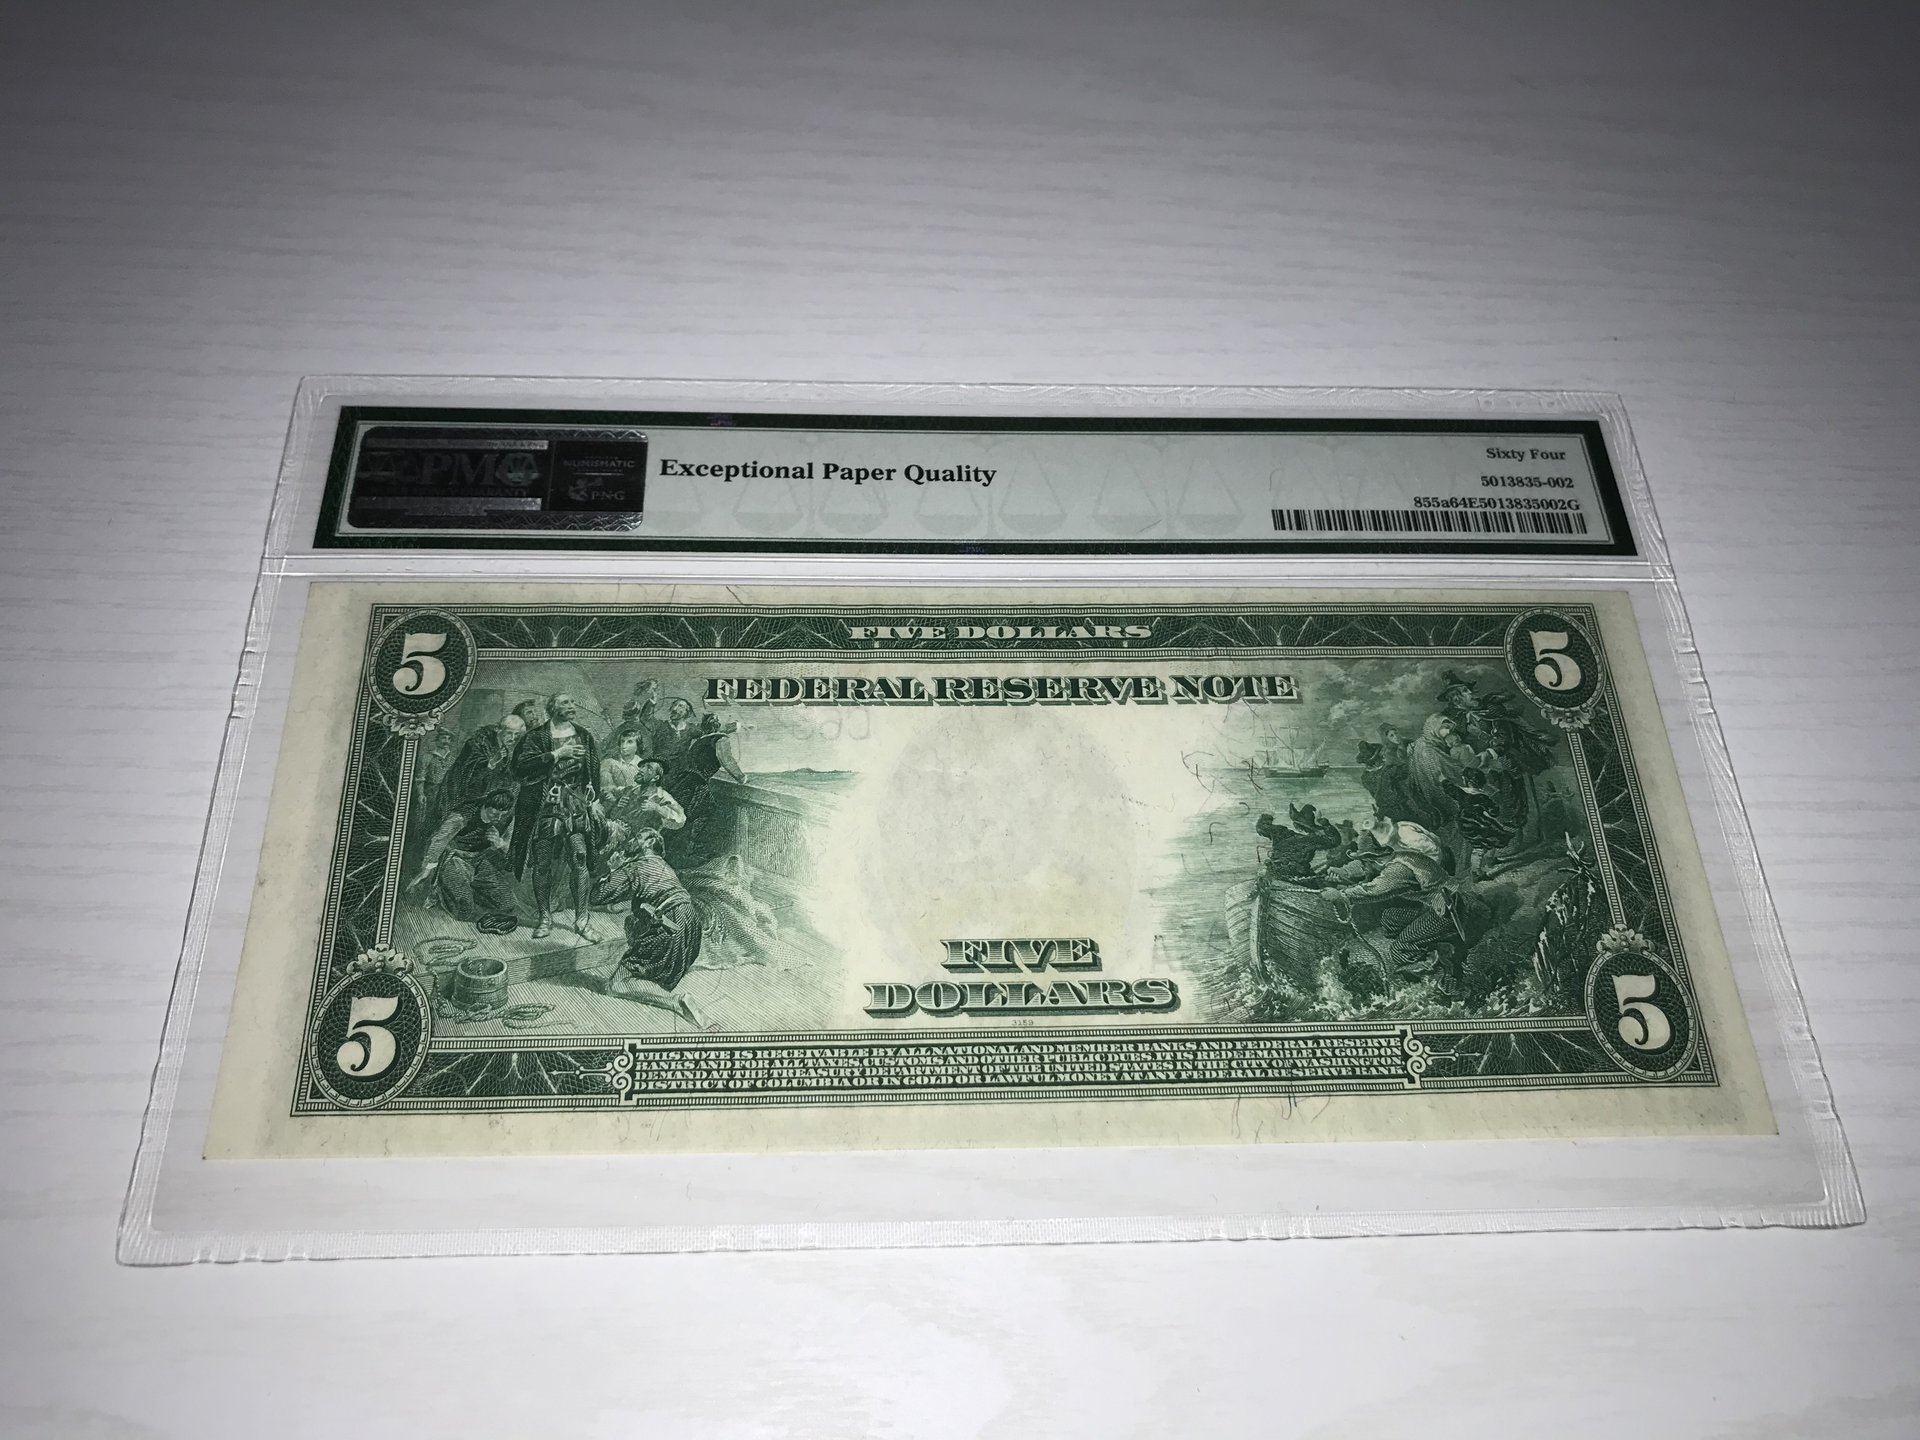 PMG
NUMISMATIC
PNG
Exceptional Paper Quality
Sixty Four
5013835-002
855a64E5013835002G
5
FIVE DOLLARS
5
FEDERAL RESERVE NOTE
FIVE
DOLLARS
3159
5
5
THIS NOTE IS RECEIVABLE BY ALL NATIONAL AND MEMBER BANKS AND FEDERAL RESERVE
BANKS AND FOR ALL TAXES, CUSTOMS AND OTHER PUBLIC DUES. IT IS REDEEMABLE IN GOLD ON
DEMAND AT THE TREASURY DEPARTMENT OF THE UNITED STATES IN THE CITY OF WASHINGTON
DISTRICT OF COLUMBIA OR IN GOLD OR LAWFUL MONEY AT ANY FEDERAL RESERVE BANK.